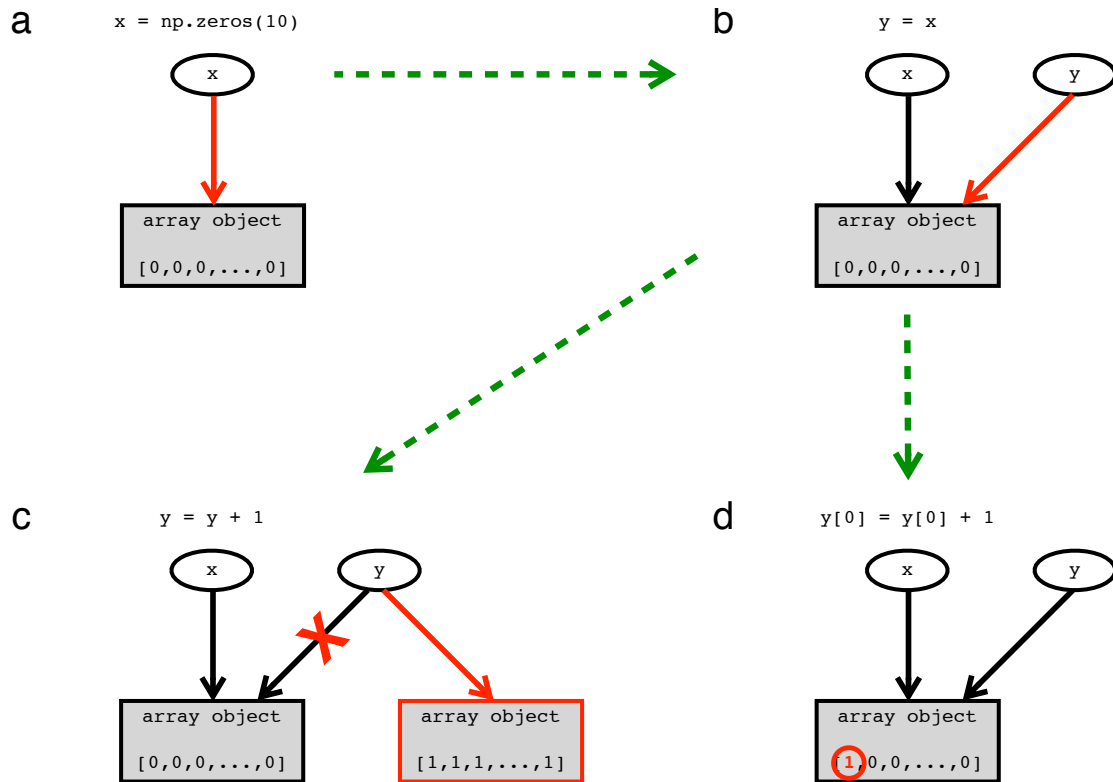 a
x = np.zeros(10)
x
array object
[0,0,0,...,0]
b
y = x
x
y
array object
[0,0,0,...,0]
c
y = y + 1
x
y
array object
[0,0,0,...,0]
array object
[1,1,1,...,1]
d
y[0] = y[0] + 1
x
y
array object
[1,0,0,...,0]